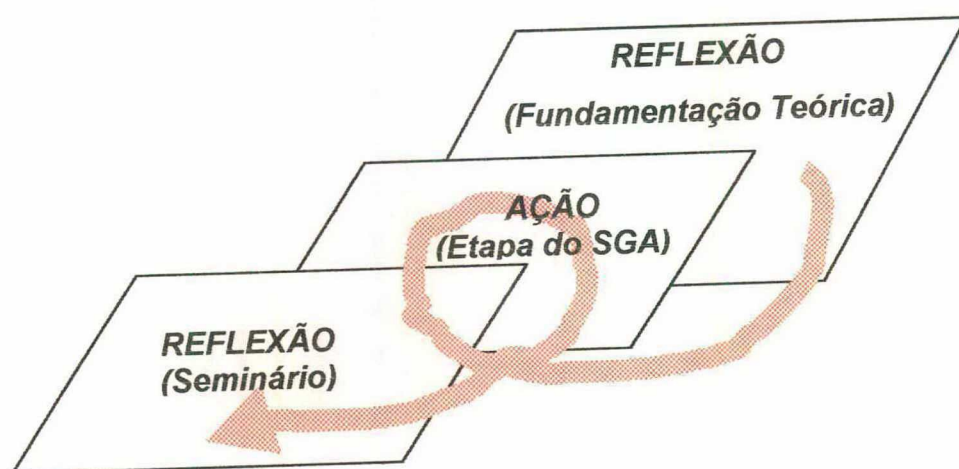 REFLEXÃO
(Fundamentação Teórica)
AÇÃO
(Etapa do SGA)
REFLEXÃO
(Seminário)